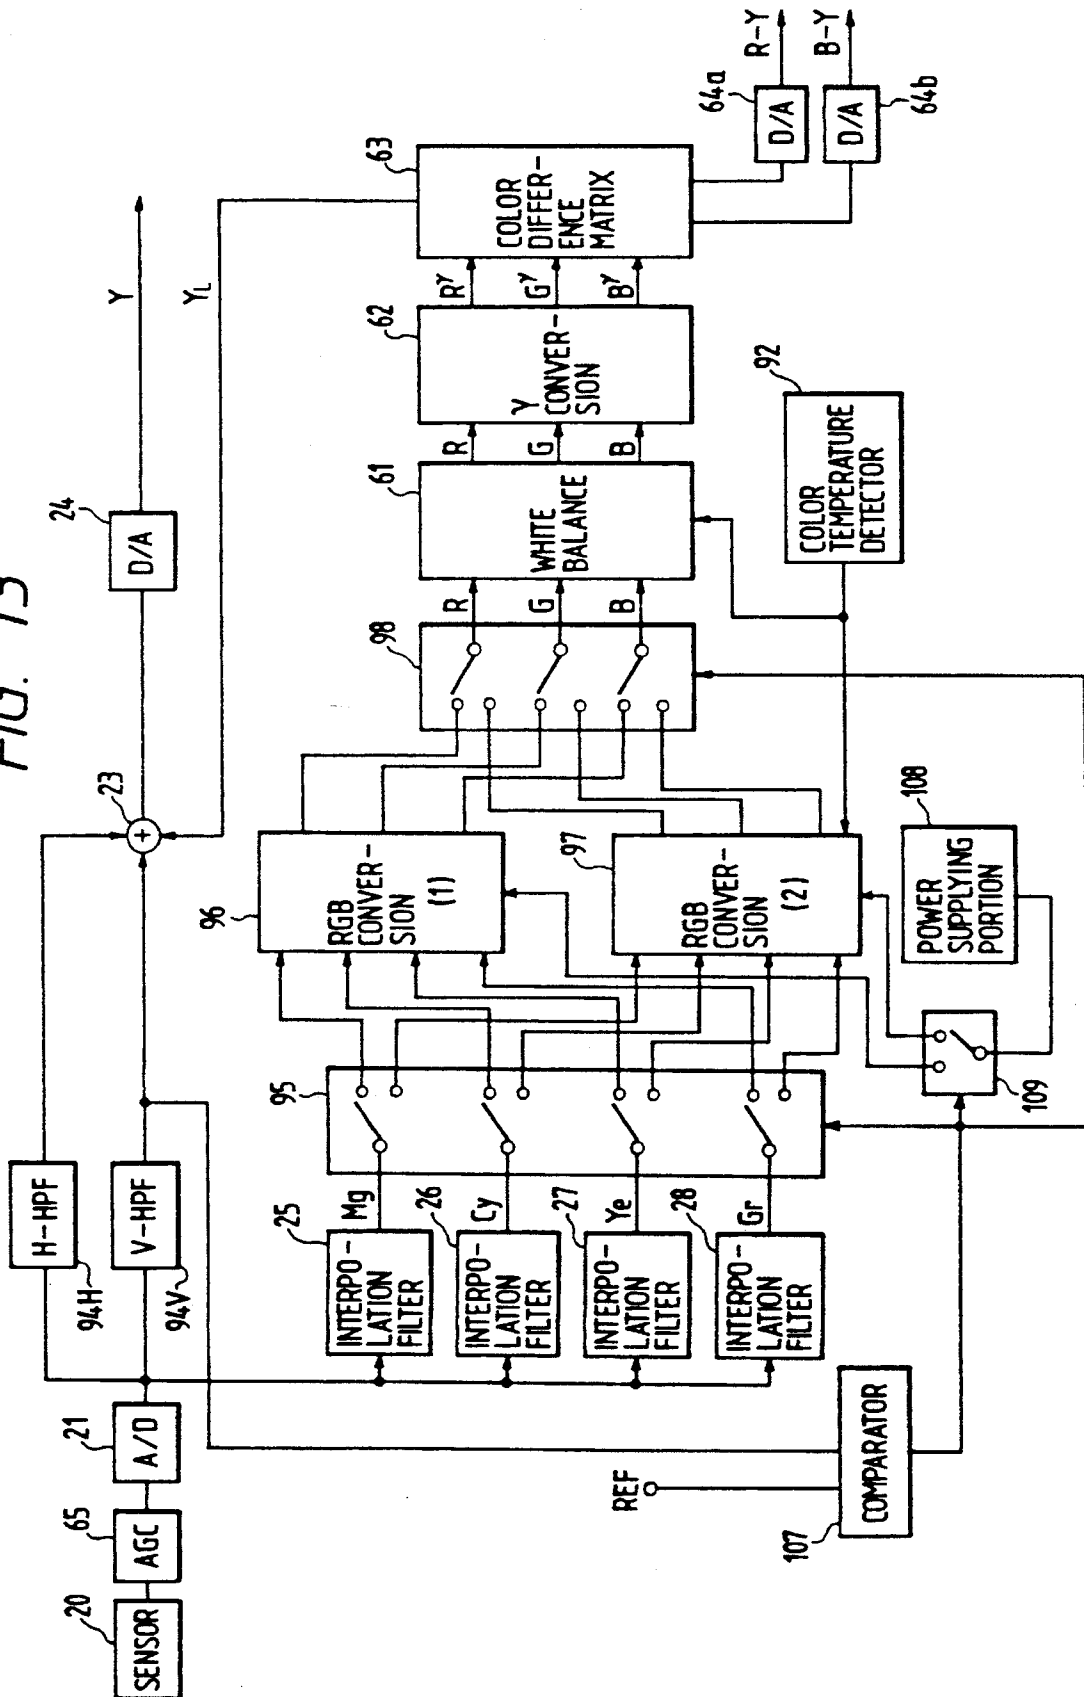 FIG. 13
SENSOR
20
AGC
65
A/D
21
H-HPF
94H
V-HPF
94V
23
+
D/A
24
Y
YL
INTERPO-
LATION
FILTER
25
Mg
INTERPO-
LATION
FILTER
26
Cy
INTERPO-
LATION
FILTER
27
Ye
INTERPO-
LATION
FILTER
28
Gr
95
96
RGB
CONVER-
SION
(1)
97
RGB
CONVER-
SION
(2)
98
R
G
B
61
WHITE
BALANCE
R
G
B
62
γ
CONVER-
SION
Rγ
Gγ
Bγ
63
COLOR
DIFFER-
ENCE
MATRIX
64a
D/A
R-Y
D/A
64b
B-Y
92
COLOR
TEMPERATURE
DETECTOR
108
POWER
SUPPLYING
PORTION
109
REF
COMPARATOR
107